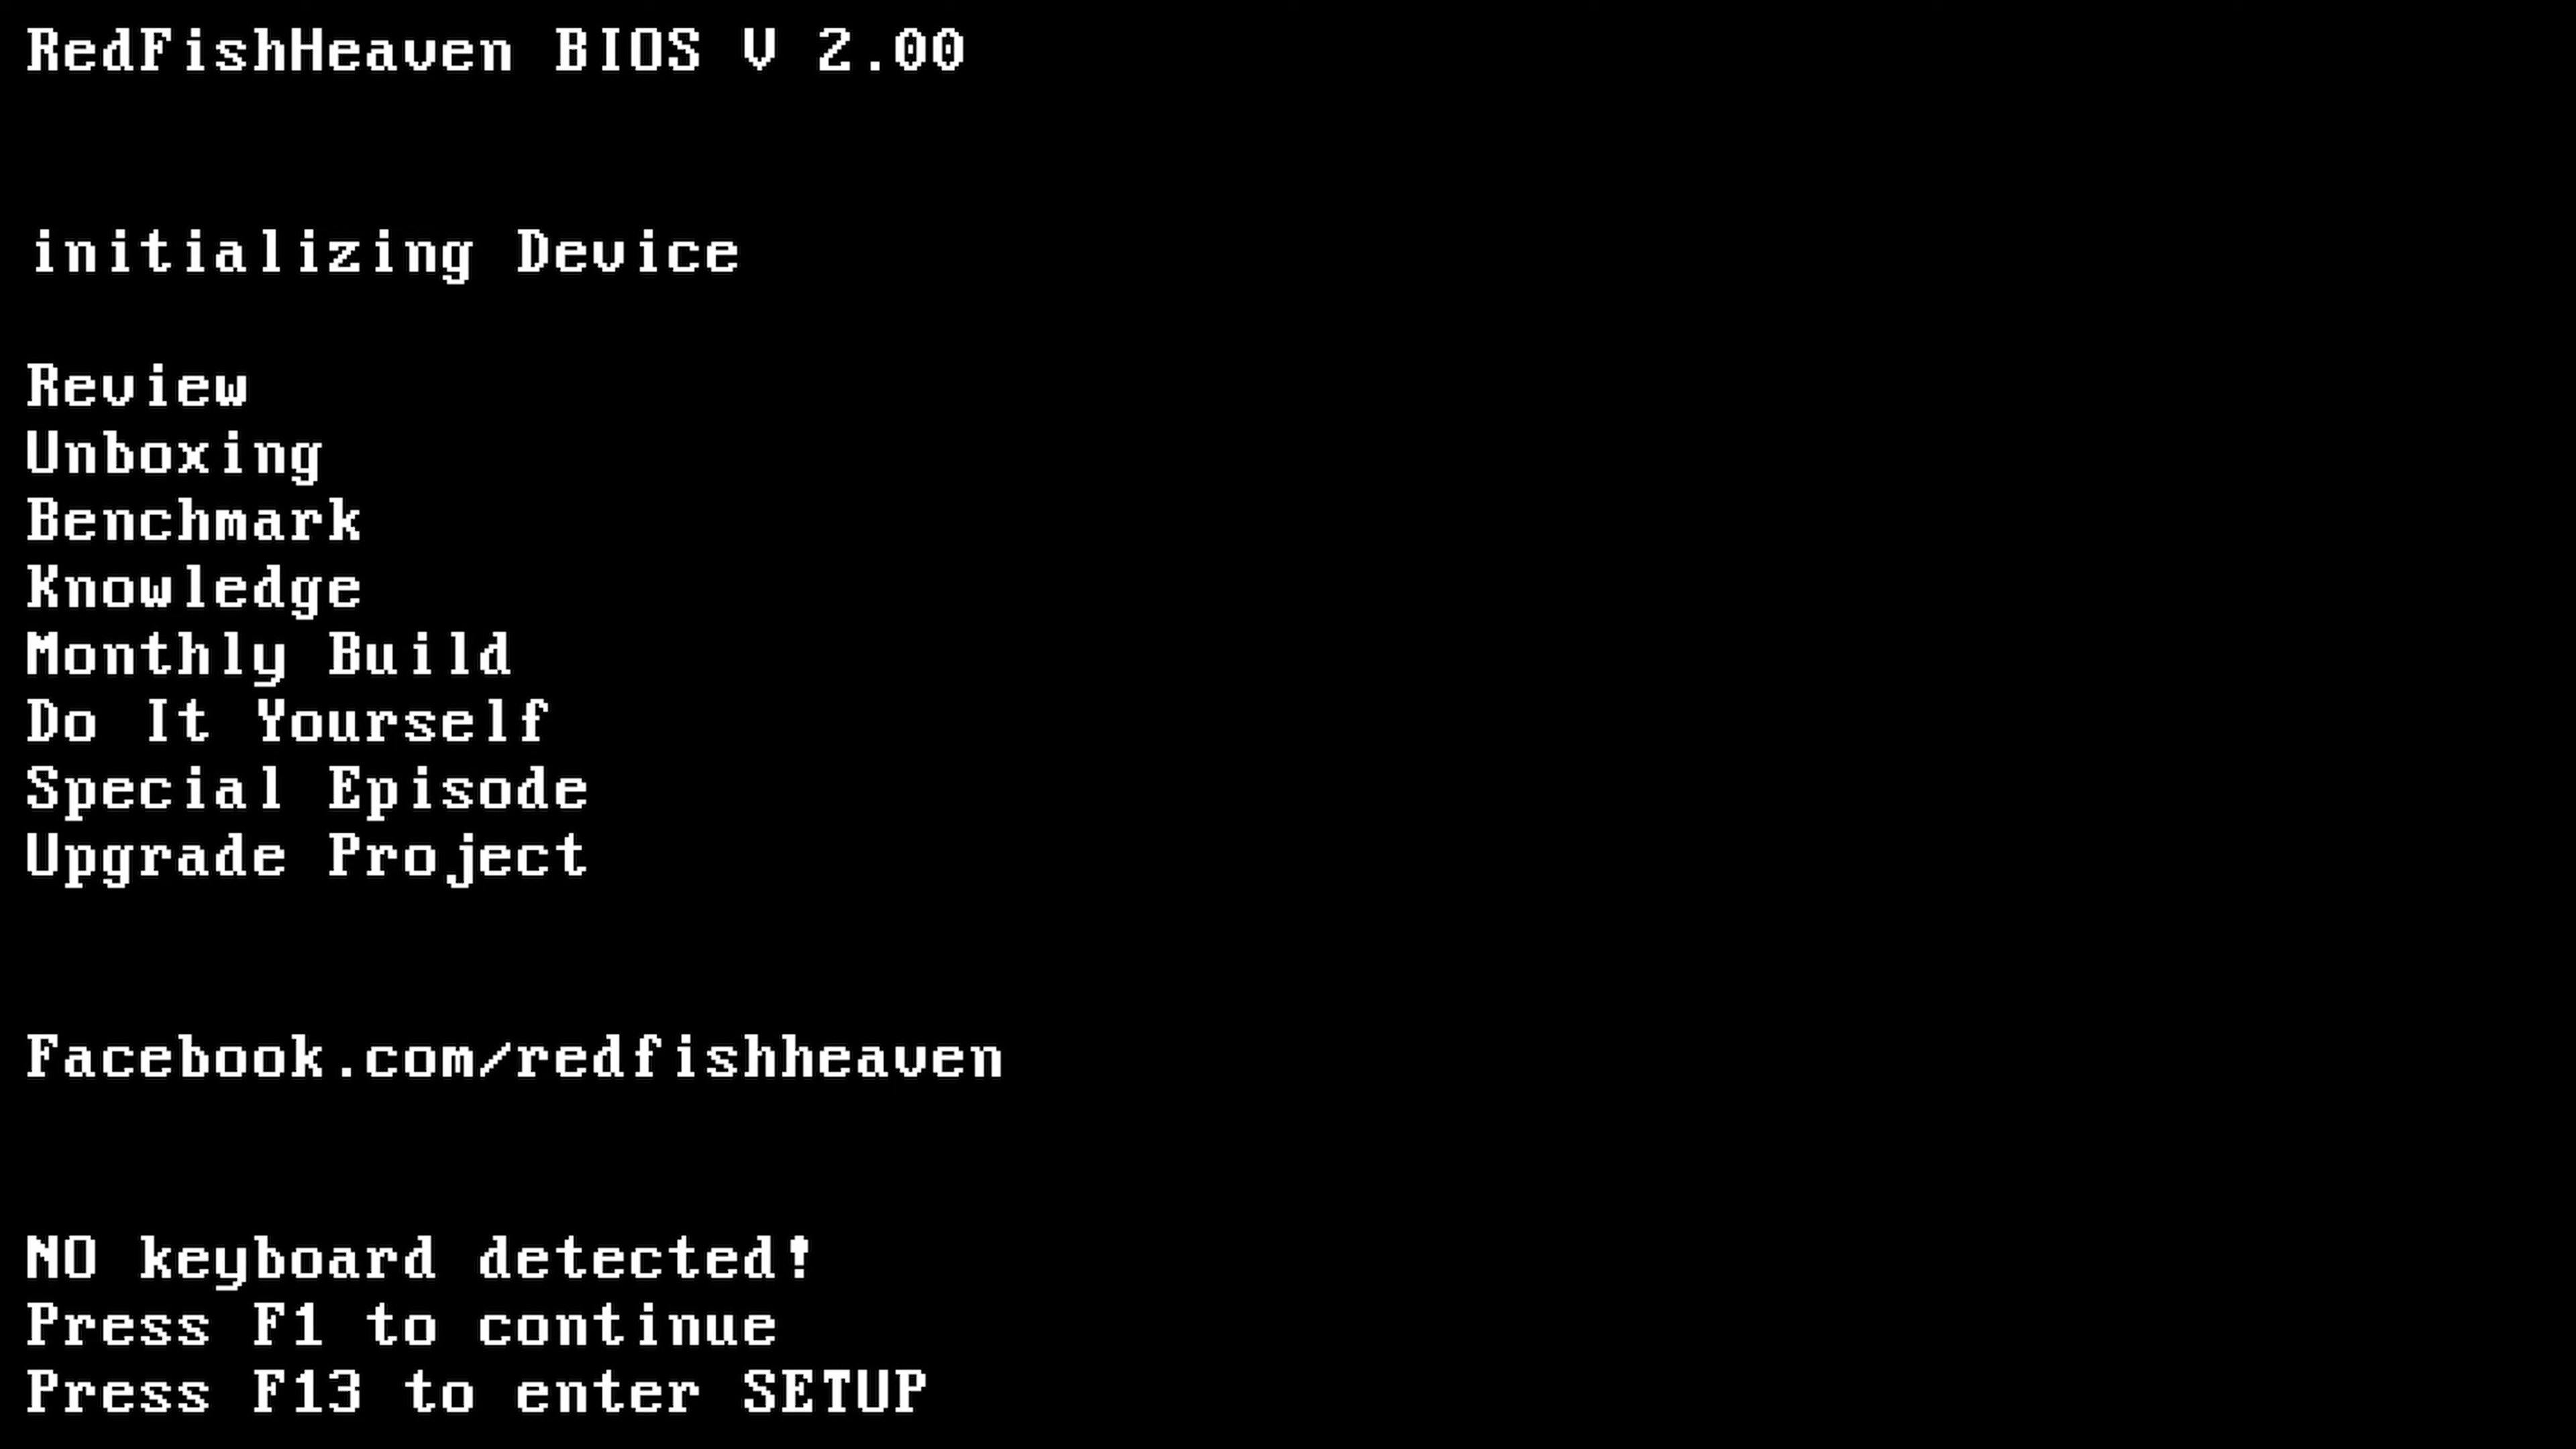 RedFishHeaven BIOS V 2.00
initializing Device
Review
Unboxing
Benchmark
Knowledge
Monthly Build
Do It Yourself
Special Episode
Upgrade Project
Facebook.com/redfishheaven
NO keyboard detected!
Press F1 to continue
Press F13 to enter SETUP